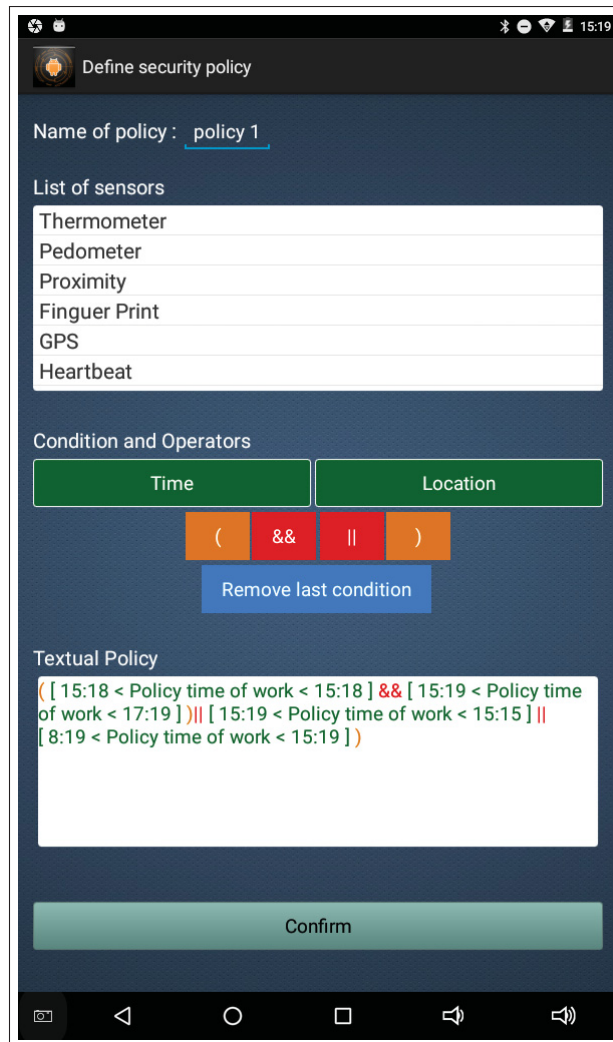 15:19
Define security policy
Name of policy : policy 1
List of sensors
Thermometer
Pedometer
Proximity
Finguer Print
GPS
Heartbeat
Condition and Operators
Time Location
( && || )
Remove last condition
Textual Policy
( [ 15:18 < Policy time of work < 15:18 ] && [ 15:19 < Policy time
of work < 17:19 ] )|| [ 15:19 < Policy time of work < 15:15 ] ||
[ 8:19 < Policy time of work < 15:19 ] )
Confirm